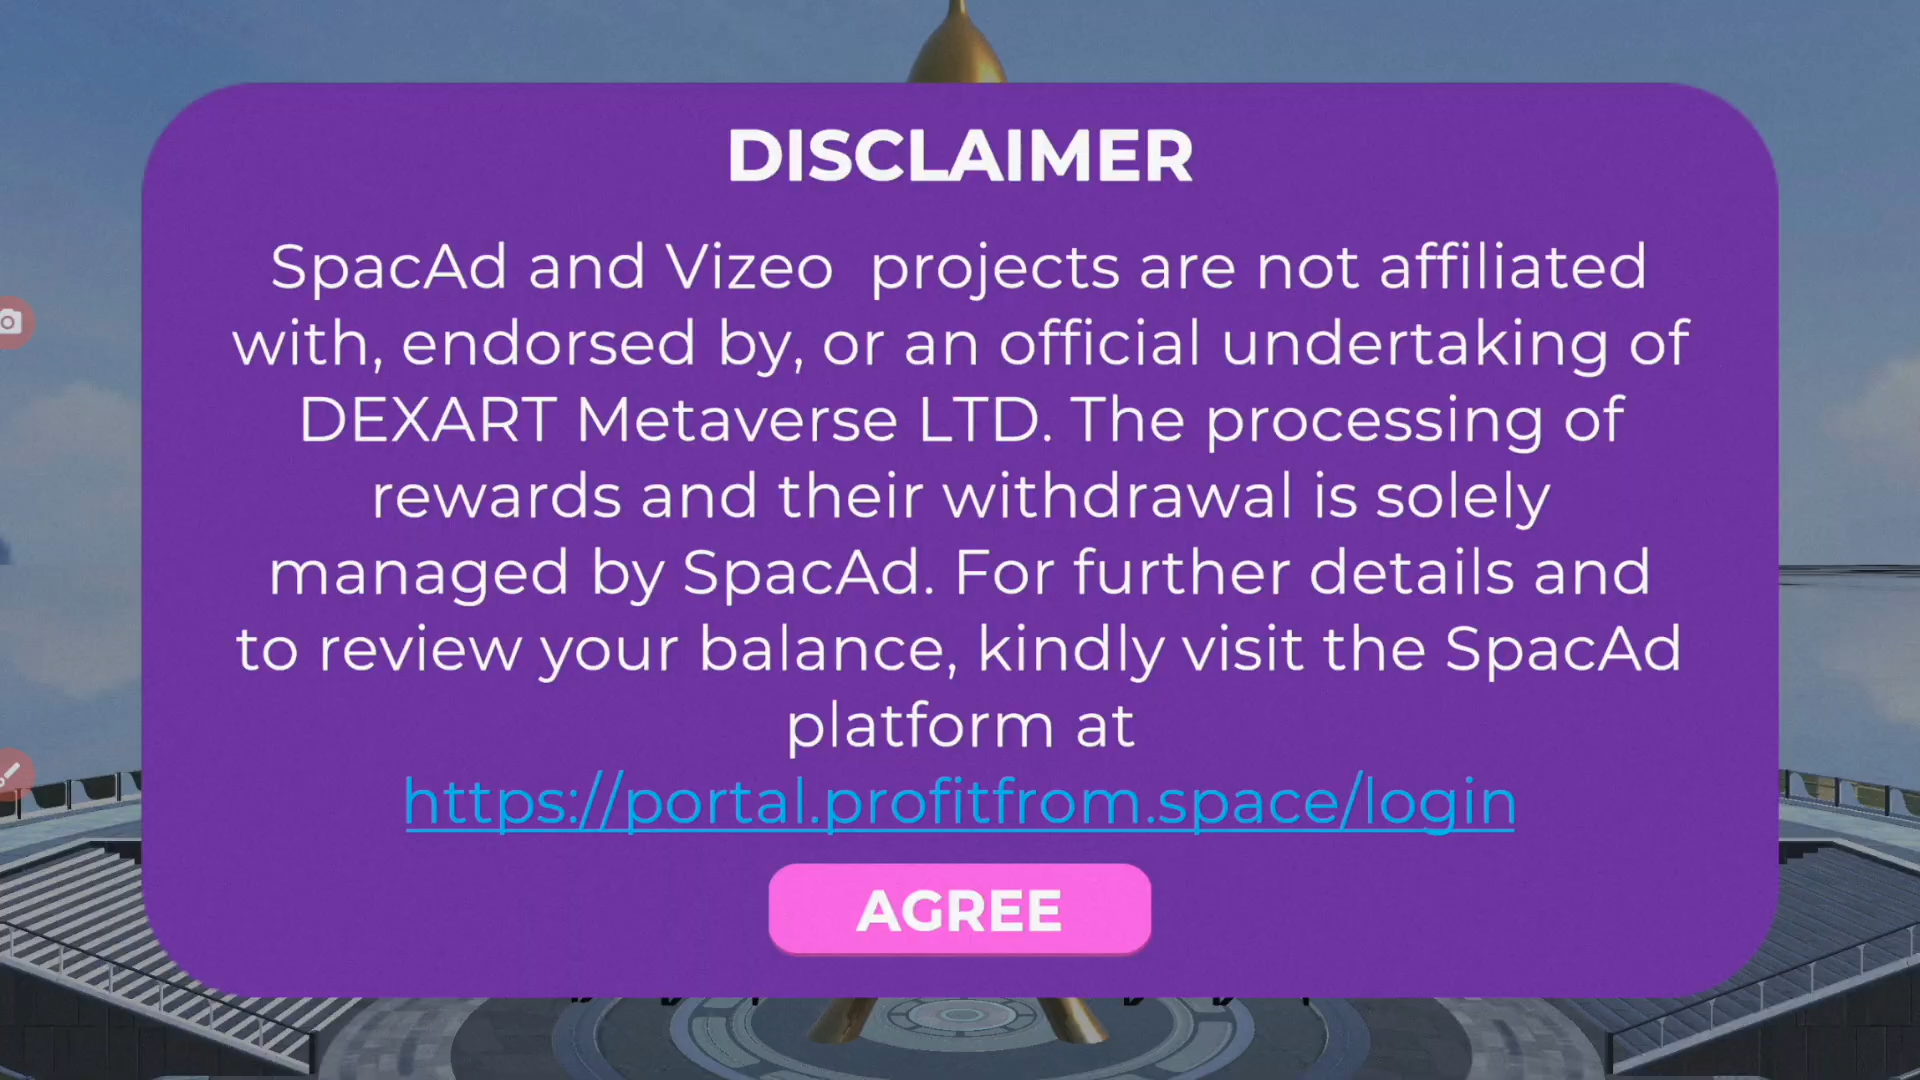 DISCLAIMER
SpacAd and Vizeo projects are not affiliated
with, endorsed by, or an official undertaking of
DEXART Metaverse LTD. The processing of
rewards and their withdrawal is solely
managed by SpacAd. For further details and
to review your balance, kindly visit the SpacAd
platform at
https://portal.profitfrom.space/login
AGREE